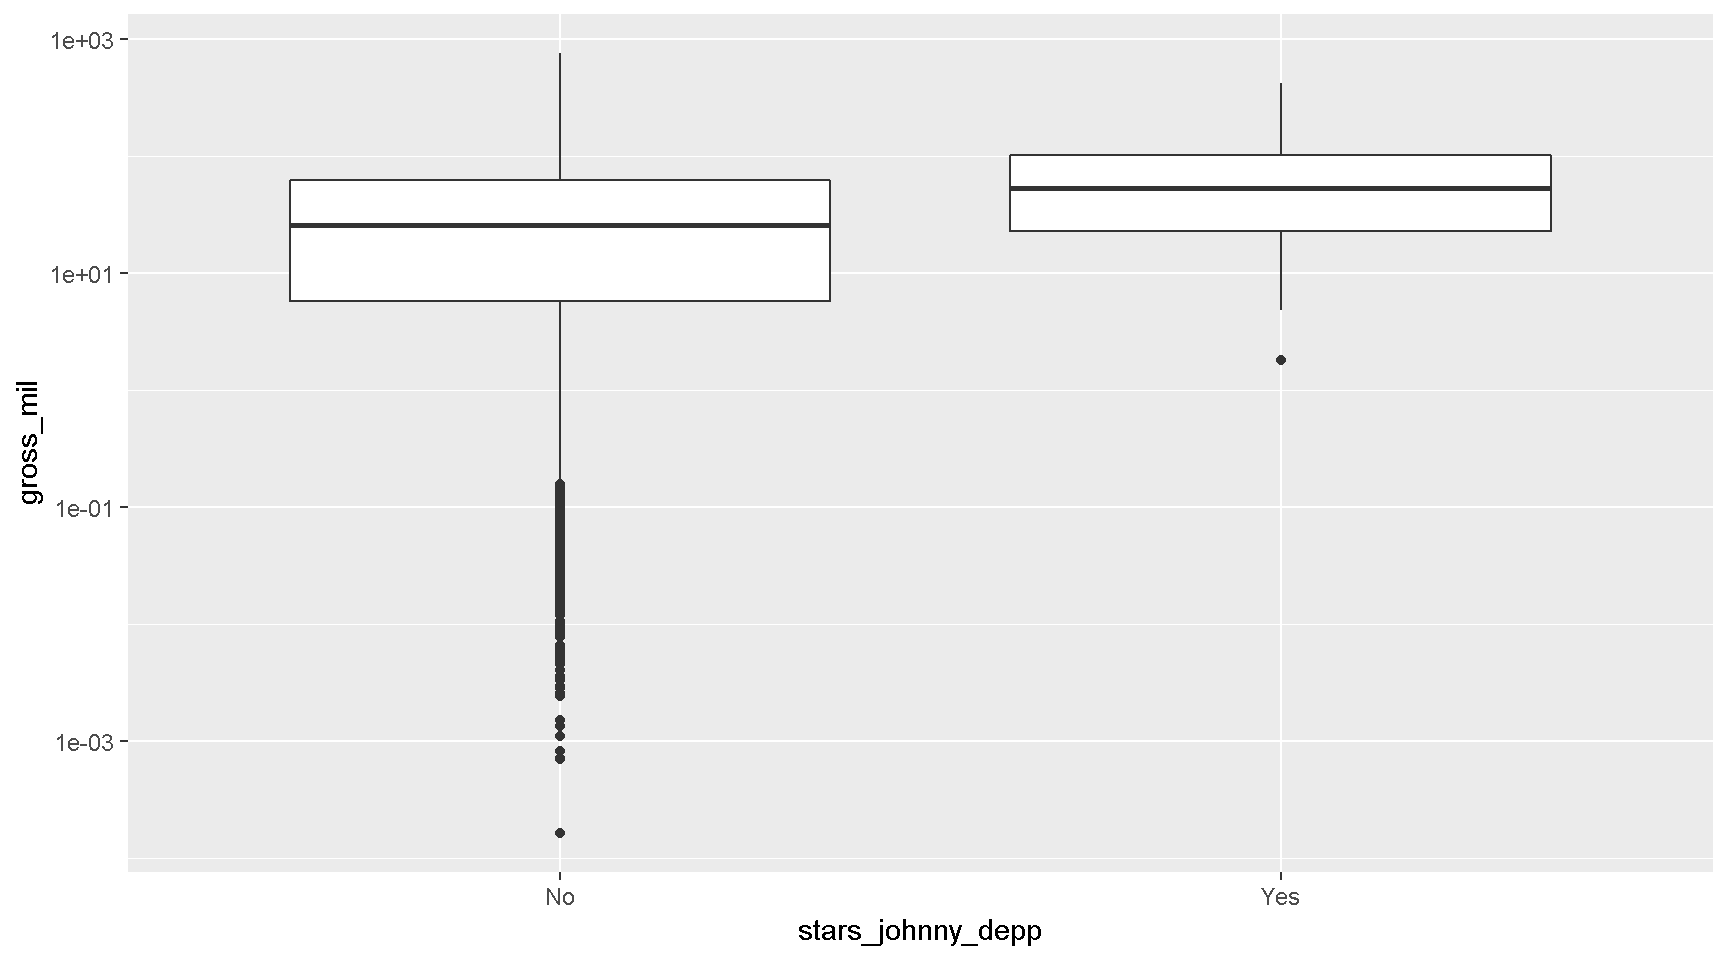 1e+03
1e+01
1e-01
1e-03
gross_mil
No
Yes
stars_johnny_depp